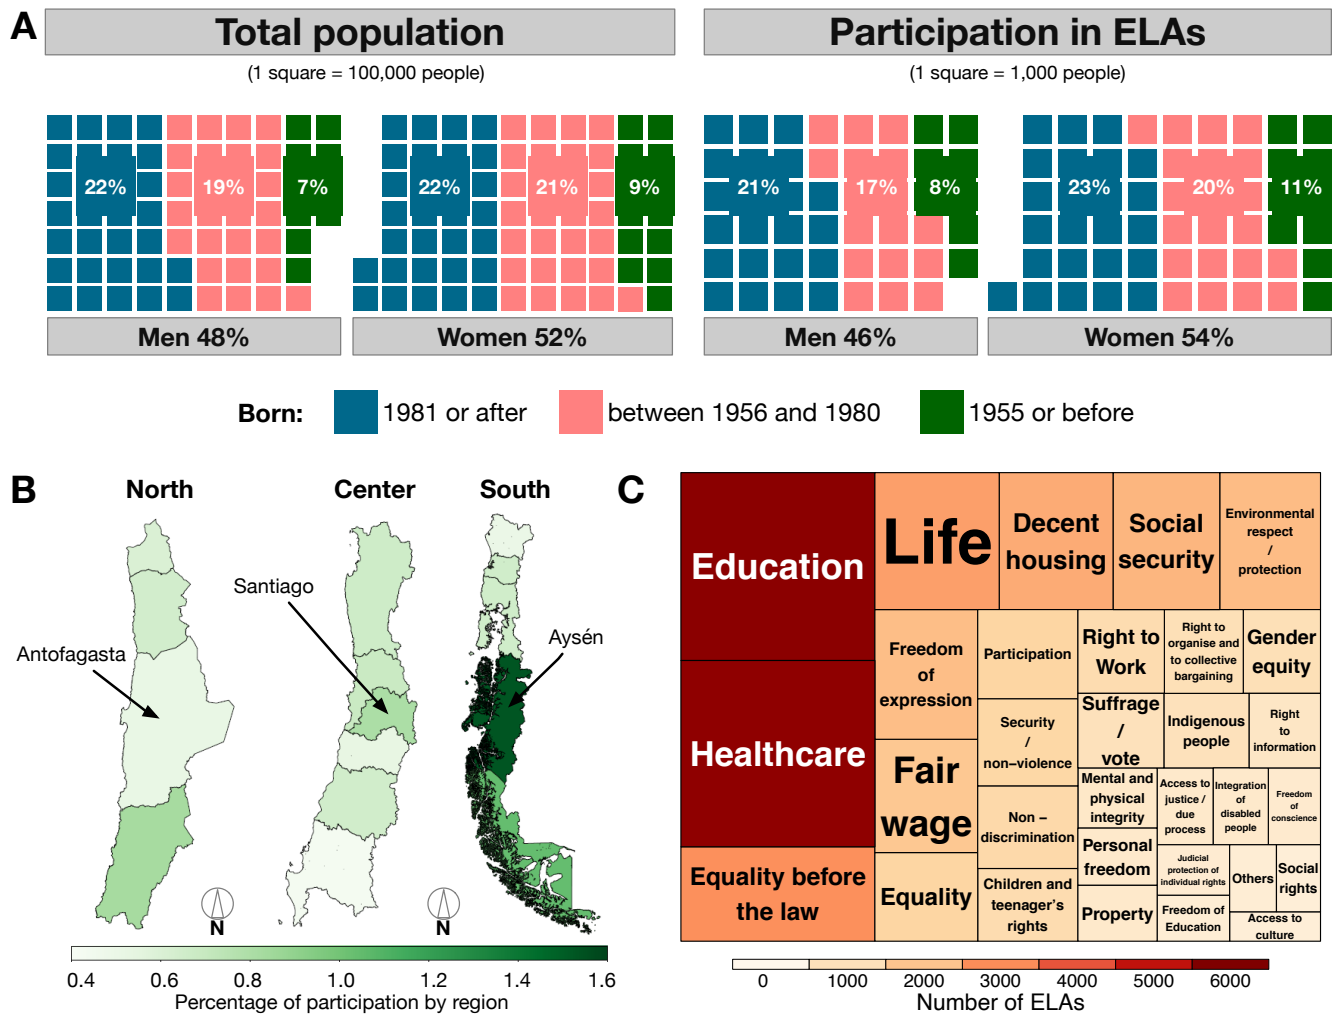 A
Total population
Participation in ELAs
(1 square = 100,000 people)
(1 square = 1,000 people)
22%
19%
7%
22%
21%
9%
21%
17%
8%
23%
20%
11%
Men 48%
Women 52%
Men 46%
Women 54%
Born:
1981 or after
between 1956 and 1980
1955 or before
B
North
Center
South
Santiago
Aysén
Antofagasta
N
N
0.4
0.6
0.8
1.0
1.2
1.4
1.6
Percentage of participation by region
C
Education
Healthcare
Equality before
the law
Life
Decent
housing
Social
security
Environmental
respect
/
protection
Freedom
of
expression
Fair
wage
Equality
Participation
Security
/
non−violence
Non −
discrimination
Children and
teenager's
rights
Right to
Work
Right to
organise and
to collective
bargaining
Gender
equity
Suffrage
/
vote
Indigenous
people
Right
to
information
Mental and
physical
integrity
Access to
justice /
due
process
Integration
of
disabled
people
Freedom
of
conscience
Personal
freedom
Property
Judicial
protection of
individual rights
Freedom of
Education
Others
Social
rights
Access to
culture
0
1000
2000
3000
4000
5000
6000
Number of ELAs